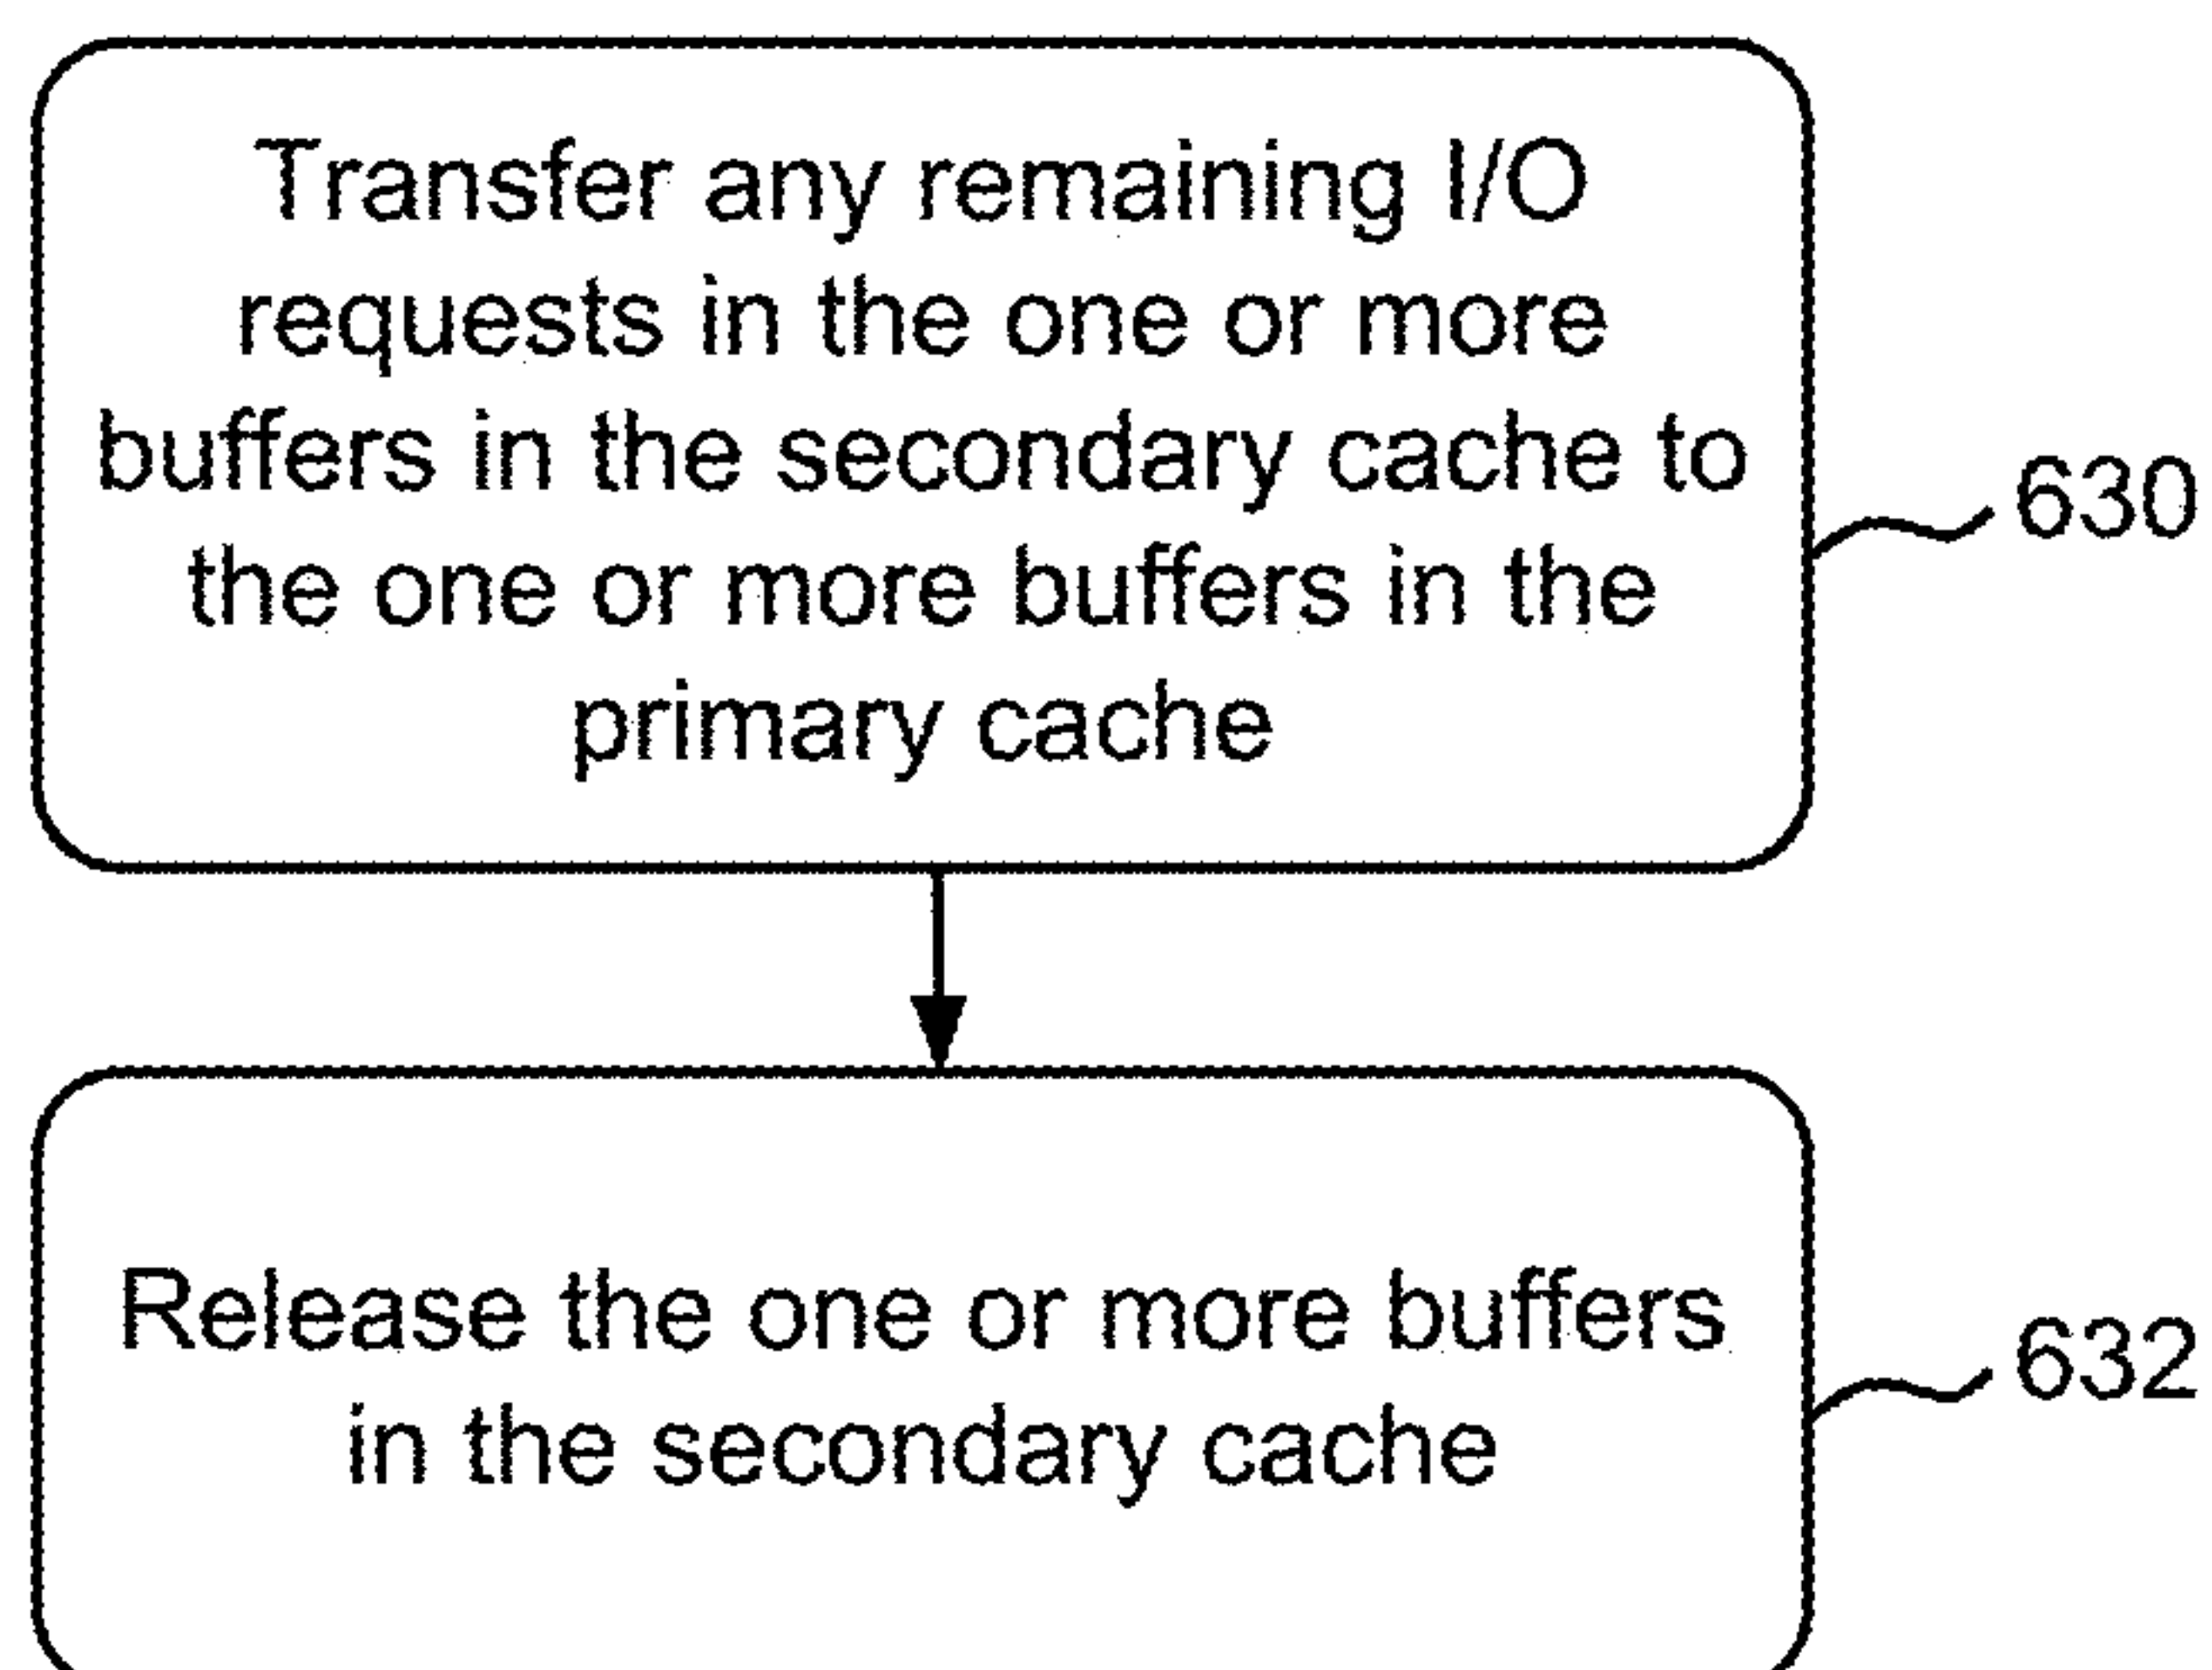 Transfer any remaining I/O
requests in the one or more
buffers in the secondary cache to
the one or more buffers in the
primary cache
630
Release the one or more buffers
in the secondary cache
632